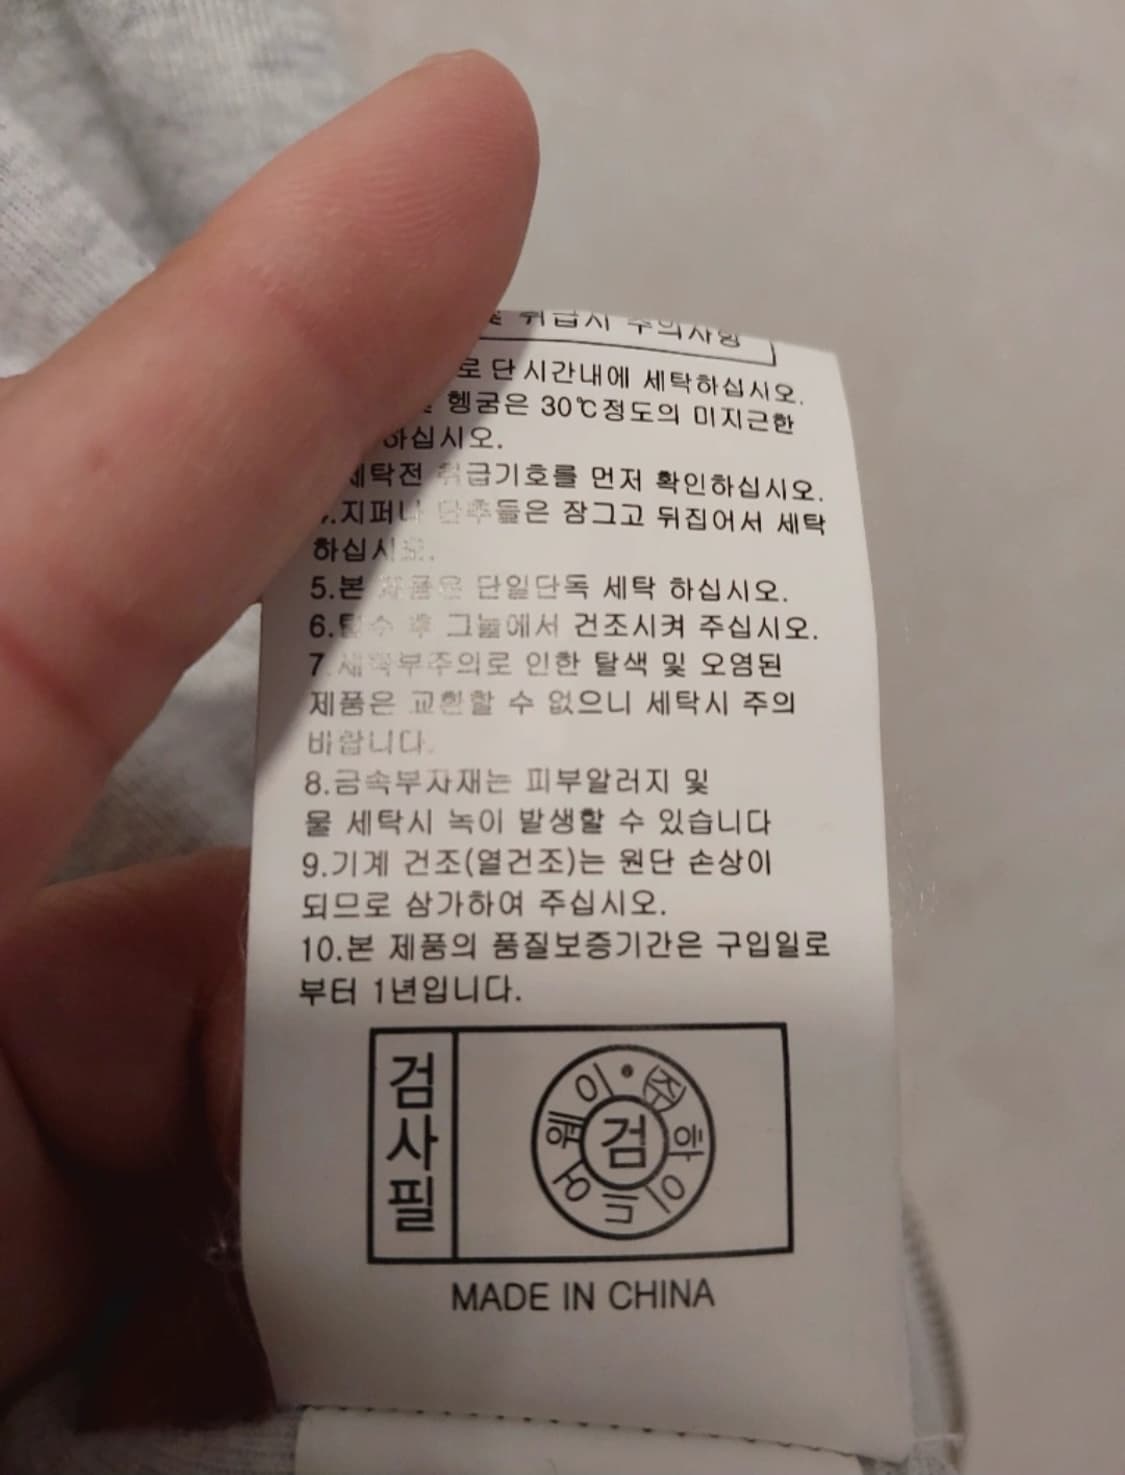 취급시 주의사항
로 단 시간내에 세탁하십시오.
헹굼은 30℃정도의 미지근한
하십시오.
세탁전 취급기호를 먼저 확인하십시오.
지퍼나 단추들은 잠그고 뒤집어서 세탁
하십시오.
5.본 제품은 단일단독 세탁 하십시오.
6.탈수 후 그늘에서 건조시켜 주십시오.
7.세탁부주의로 인한 탈색 및 오염된
제품은 교환할 수 없으니 세탁시 주의
바랍니다.
8.금속부자재는 피부알러지 및
물 세탁시 녹이 발생할 수 있습니다
9.기계 건조(열건조)는 원단 손상이
되므로 삼가하여 주십시오.
10.본 제품의 품질보증기간은 구입일로
부터 1년입니다.
검사필
검
MADE IN CHINA